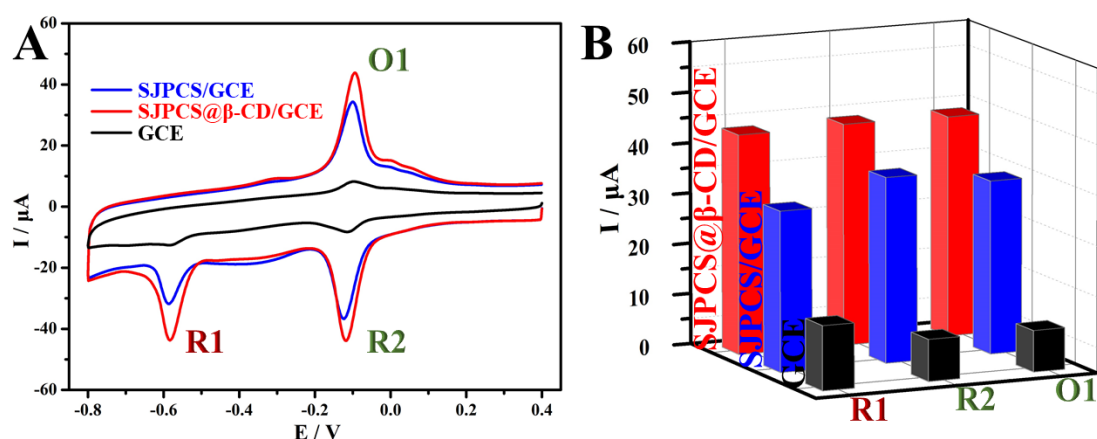 A
60
40
20
0
-20
-40
-60
I / μA
SJPCS/GCE
SJPCS@β-CD/GCE
GCE
O1
R1
R2
-0.8
-0.6
-0.4
-0.2
0.0
0.2
0.4
E / V
B
60
50
40
30
20
10
0
I / μA
SJPCS@β-CD/GCE
SJPCS/GCE
GCE
R1
R2
O1